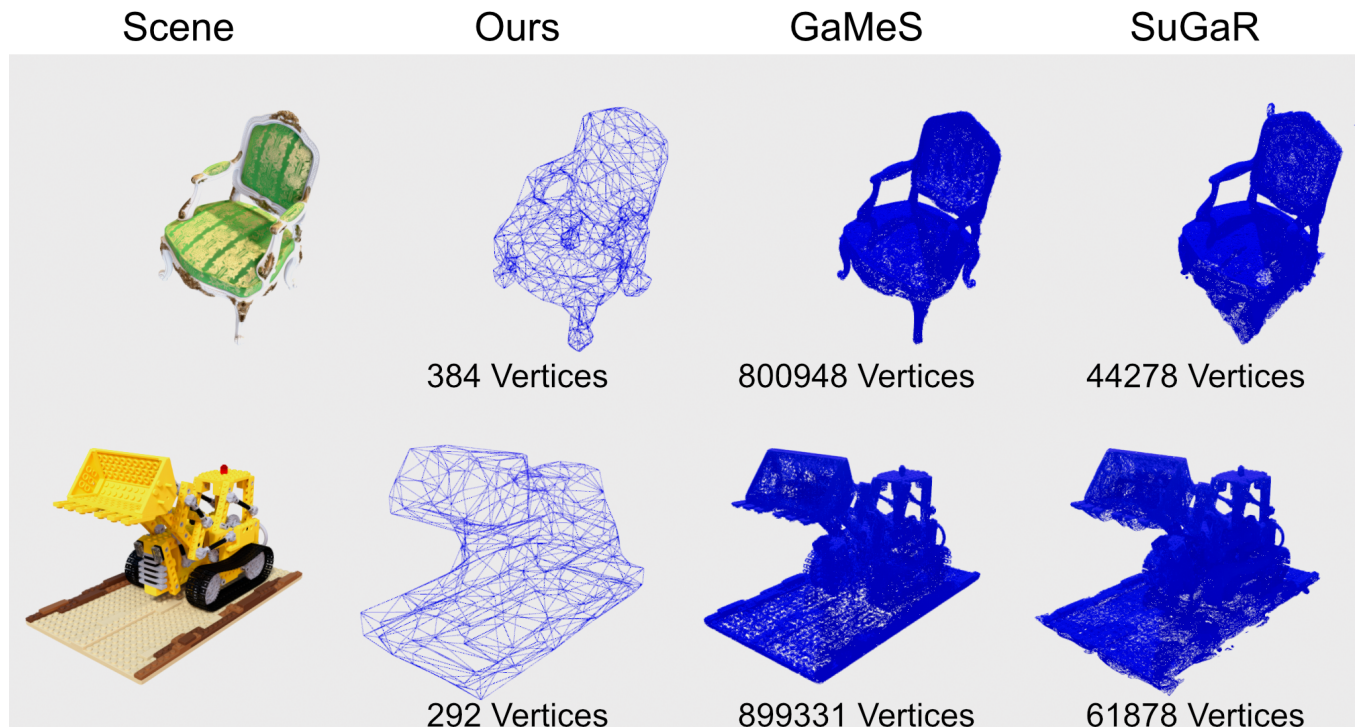 Scene Ours GaMeS SuGaR
384 Vertices 800948 Vertices 44278 Vertices
292 Vertices 899331 Vertices 61878 Vertices